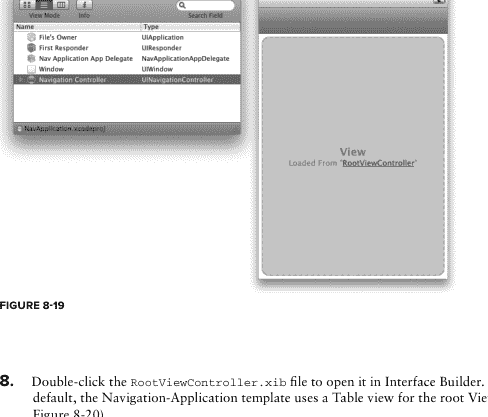 View Mode Info Search Field
Name Type
File's Owner UIApplication
First Responder UIResponder
Nav Application App Delegate NavApplicationAppDelegate
Window UIWindow
Navigation Controller UINavigationController
NavApplication.xcodeproj
View
Loaded From "RootViewController"
FIGURE 8-19
8. Double-click the RootViewController.xib file to open it in Interface Builder.
default, the Navigation-Application template uses a Table view for the root Vie
Figure 8-20)